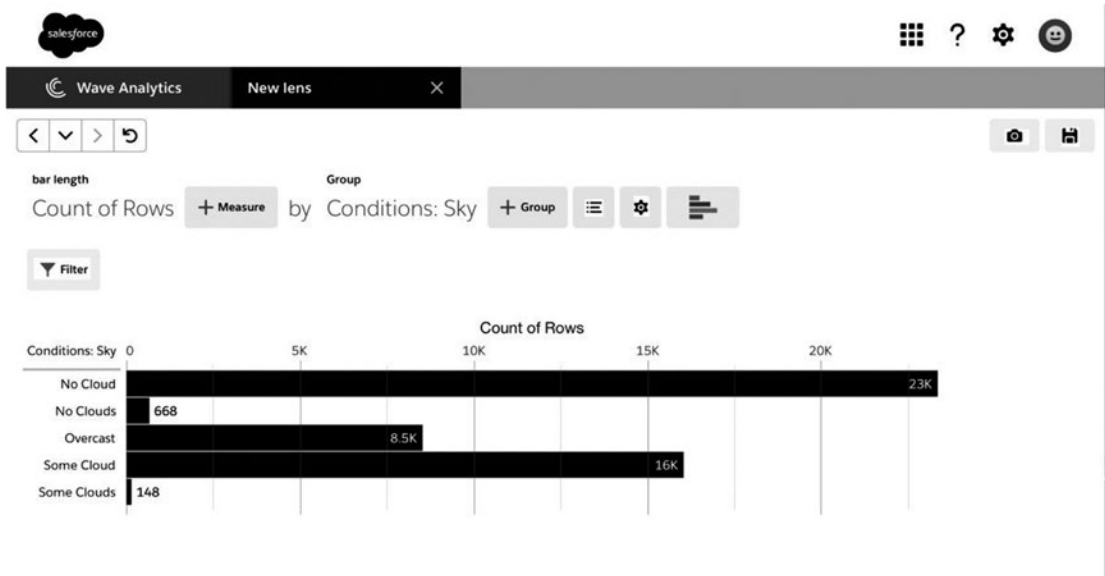 salesforce
?
Wave Analytics
New lens
bar length
Group
Count of Rows + Measure by Conditions: Sky + Group
Filter
Count of Rows
Conditions: Sky 0 5K 10K 15K 20K
No Cloud 23K
No Clouds 668
Overcast 8.5K
Some Cloud 16K
Some Clouds 148